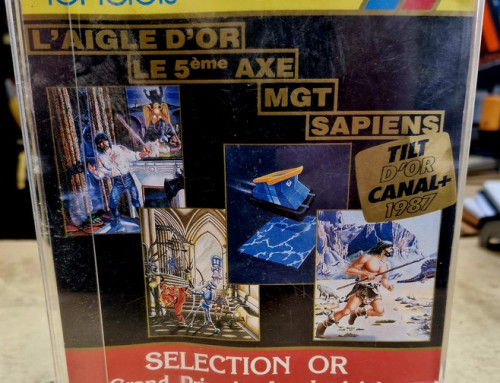 L'AIGLE D'OR
LE 5ème AXE
MGT
SAPIENS
TILT
D'OR
CANAL+
1987
SELECTION OR